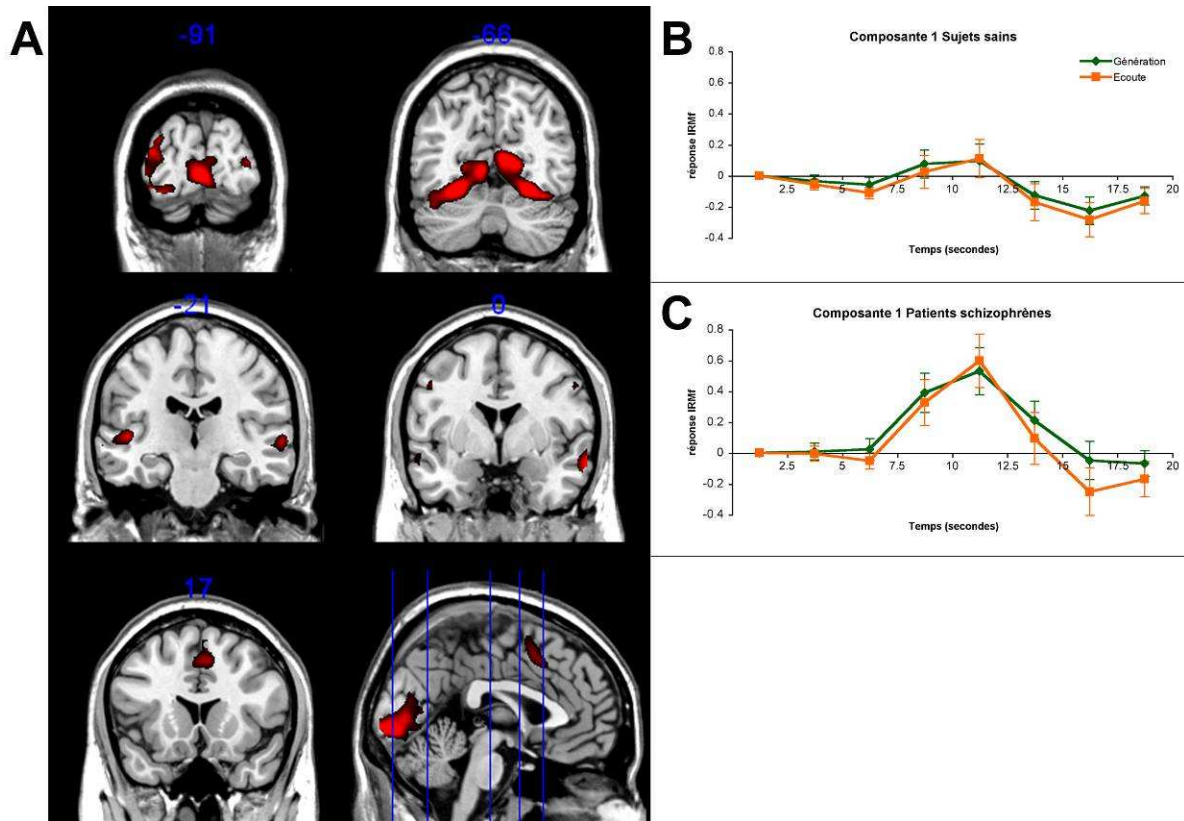 A
-91
-66
-21
0
17
B
Composante 1 Sujets sains
Génération
Ecoute
réponse IRMf
0.8
0.6
0.4
0.2
0
-0.2
-0.4
2.5 5 7.5 10 12.5 15 17.5 20
Temps (secondes)
C
Composante 1 Patients schizophrènes
réponse IRMf
0.8
0.6
0.4
0.2
0
-0.2
-0.4
2.5 5 7.5 10 12.5 15 17.5 20
Temps (secondes)